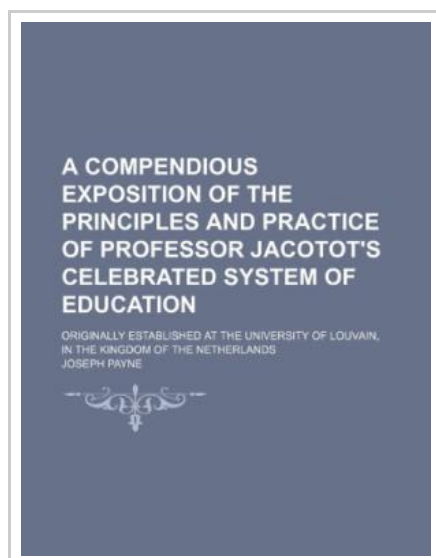 A COMPENDIOUS
EXPOSITION OF THE
PRINCIPLES AND PRACTICE
OF PROFESSOR JACOTOT'S
CELEBRATED SYSTEM OF
EDUCATION
ORIGINALLY ESTABLISHED AT THE UNIVERSITY OF LOUVAIN,
IN THE KINGDOM OF THE NETHERLANDS
JOSEPH PAYNE